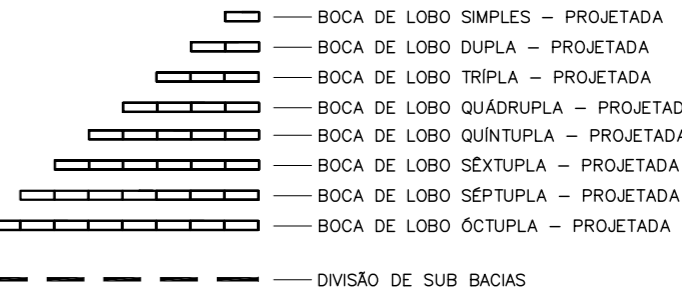 BOCA DE LOBO SIMPLES – PROJETADA
BOCA DE LOBO DUPLA – PROJETADA
BOCA DE LOBO TRÍPLA – PROJETADA
BOCA DE LOBO QUÁDRUPLA – PROJETAD
BOCA DE LOBO QUÍNTUPLA – PROJETADA
BOCA DE LOBO SÊXTUPLA – PROJETADA
BOCA DE LOBO SÉPTUPLA – PROJETADA
BOCA DE LOBO ÓCTUPLA – PROJETADA
DIVISÃO DE SUB BACIAS